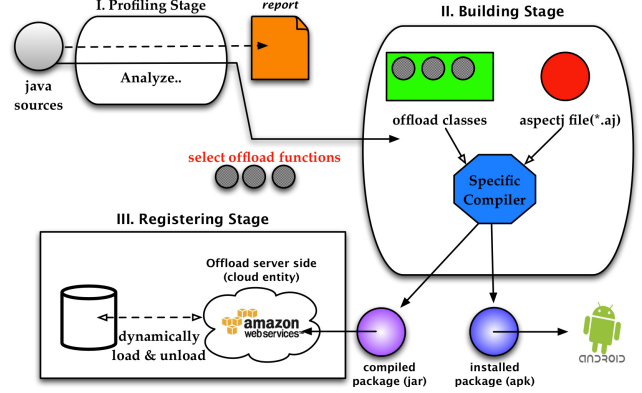 I. Profiling Stage
report
II. Building Stage
java
sources
Analyze..
offload classes
aspectj file(*.aj)
select offload functions
Specific
Compiler
III. Registering Stage
Offload server side
(cloud entity)
amazon
webservices
dynamically
load & unload
compiled
package (jar)
installed
package (apk)
ANDROID